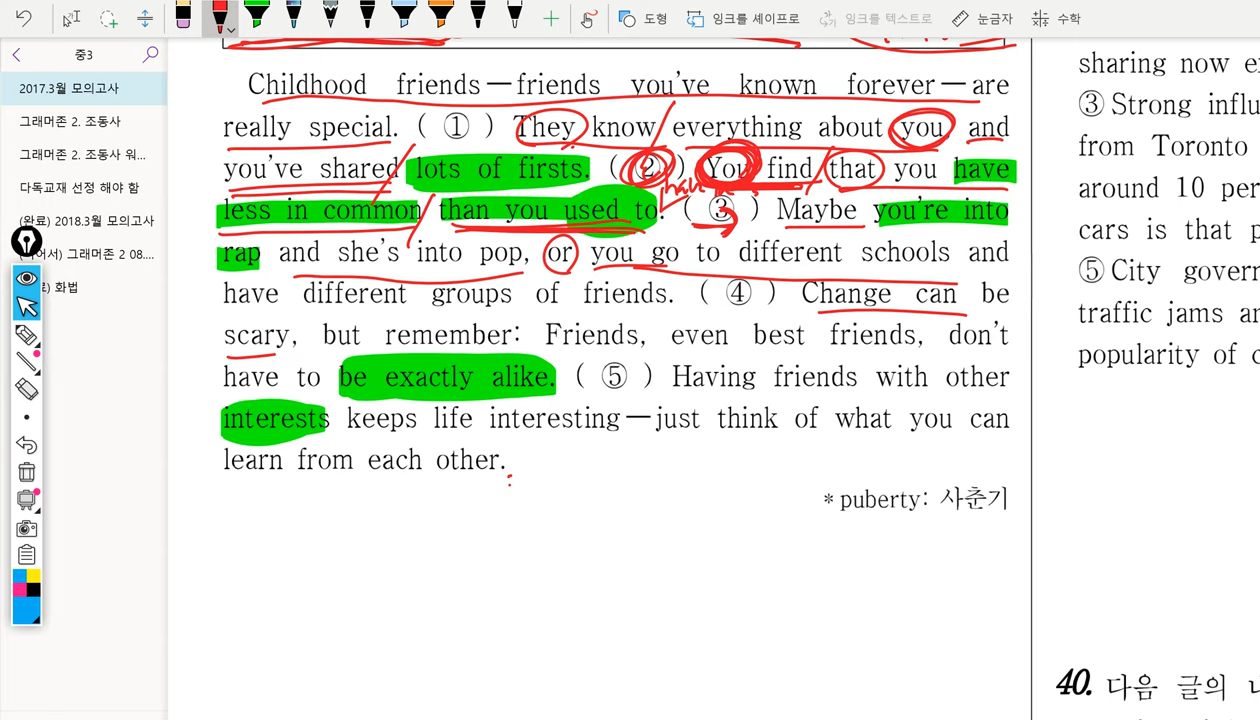 도형
잉크를 셰이프로
잉크를 텍스트로
눈금자
수학
중3
2017.3월 모의고사
그래머존 2. 조동사
그래머존 2. 조동사 워...
다독교재 선정 해야 함
(완료) 2018.3월 모의고사
어서) 그래머존 2 08....
) 화법
Childhood friends—friends you've known forever—are
really special. ( ① ) They know everything about you and
you've shared lots of firsts. ( ② ) You find that you have
less in common than you used to. ( ③ ) Maybe you're into
rap and she's into pop, or you go to different schools and
have different groups of friends. ( ④ ) Change can be
scary, but remember: Friends, even best friends, don't
have to be exactly alike. ( ⑤ ) Having friends with other
interests keeps life interesting—just think of what you can
learn from each other.
* puberty: 사춘기
sharing now
③ Strong
from Toronto
around 10
cars is that
⑤ City
traffic jams
popularity of
40. 다음 글의